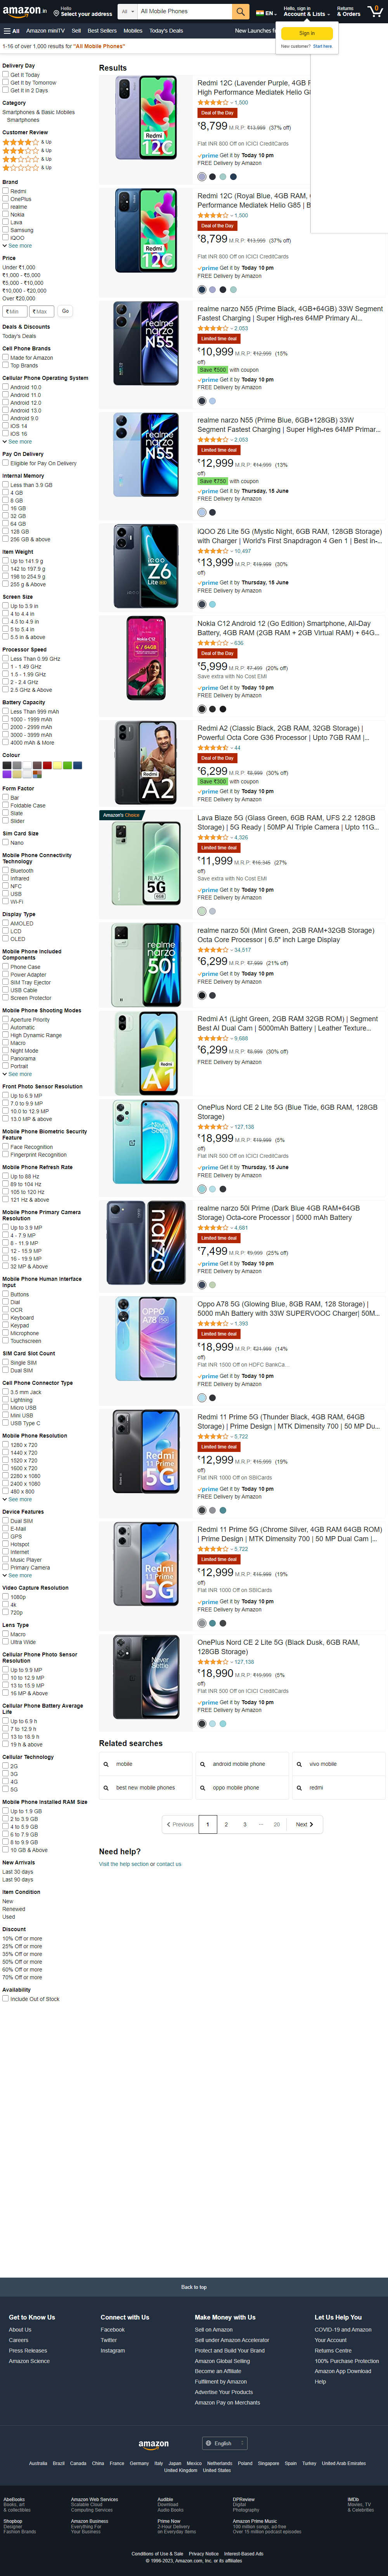 amazon.in
Hello
Select your address
All
All Mobile Phones
EN
Hello, sign in
Account & Lists
Returns
& Orders
0
All
Amazon miniTV
Sell
Best Sellers
Mobiles
Today's Deals
Sign in
New customer? Start here.
1-16 of over 1,000 results for "All Mobile Phones"
Delivery Day
Get It Today
Get It by Tomorrow
Get It in 2 Days
Category
Smartphones & Basic Mobiles
Smartphones
Customer Review
& Up
& Up
& Up
& Up
Brand
Redmi
OnePlus
realme
Nokia
Lava
Samsung
iQOO
See more
Price
Under ₹1,000
₹1,000 - ₹5,000
₹5,000 - ₹10,000
₹10,000 - ₹20,000
Over ₹20,000
₹ Min
₹ Max
Go
Deals & Discounts
Today's Deals
Cell Phone Brands
Made for Amazon
Top Brands
Cellular Phone Operating System
Android 10.0
Android 11.0
Android 12.0
Android 13.0
Android 9.0
iOS 14
iOS 16
See more
Pay On Delivery
Eligible for Pay On Delivery
Internal Memory
Less than 3.9 GB
4 GB
8 GB
16 GB
32 GB
64 GB
128 GB
256 GB & above
Item Weight
Up to 141.9 g
142 to 197.9 g
198 to 254.9 g
255 g & Above
Screen Size
Up to 3.9 in
4 to 4.4 in
4.5 to 4.9 in
5 to 5.4 in
5.5 in & above
Processor Speed
Less Than 0.99 GHz
1 - 1.49 GHz
1.5 - 1.99 GHz
2 - 2.4 GHz
2.5 GHz & Above
Battery Capacity
Less Than 999 mAh
1000 - 1999 mAh
2000 - 2999 mAh
3000 - 3999 mAh
4000 mAh & More
Colour
Form Factor
Bar
Foldable Case
Slate
Slider
Sim Card Size
Nano
Mobile Phone Connectivity
Technology
Bluetooth
Infrared
NFC
USB
Wi-Fi
Display Type
AMOLED
LCD
OLED
Mobile Phone Included
Components
Phone Case
Power Adapter
SIM Tray Ejector
USB Cable
Screen Protector
Mobile Phone Shooting Modes
Aperture Priority
Automatic
High Dynamic Range
Macro
Night Mode
Panorama
Portrait
See more
Front Photo Sensor Resolution
Up to 6.9 MP
7.0 to 9.9 MP
10.0 to 12.9 MP
13.0 MP & above
Mobile Phone Biometric Security
Feature
Face Recognition
Fingerprint Recognition
Mobile Phone Refresh Rate
Up to 88 Hz
89 to 104 Hz
105 to 120 Hz
121 Hz & above
Mobile Phone Primary Camera
Resolution
Up to 3.9 MP
4 - 7.9 MP
8 - 11.9 MP
12 - 15.9 MP
16 - 19.9 MP
32 MP & Above
Mobile Phone Human Interface
Input
Buttons
Dial
OCR
Keyboard
Keypad
Microphone
Touchscreen
SIM Card Slot Count
Single SIM
Dual SIM
Cell Phone Connector Type
3.5 mm Jack
Lightning
Micro USB
Mini USB
USB Type C
Mobile Phone Resolution
1280 x 720
1440 x 720
1520 x 720
1600 x 720
2280 x 1080
2400 x 1080
480 x 800
See more
Device Features
Dual SIM
E-Mail
GPS
Hotspot
Internet
Music Player
Primary Camera
See more
Video Capture Resolution
1080p
4k
720p
Lens Type
Macro
Ultra Wide
Cellular Phone Photo Sensor
Resolution
Up to 9.9 MP
10 to 12.9 MP
13 to 15.9 MP
16 MP & Above
Cellular Phone Battery Average
Life
Up to 6.9 h
7 to 12.9 h
13 to 18.9 h
19 h & above
Cellular Technology
2G
3G
4G
5G
Mobile Phone Installed RAM Size
Up to 1.9 GB
2 to 3.9 GB
4 to 5.9 GB
6 to 7.9 GB
8 to 9.9 GB
10 GB & Above
New Arrivals
Last 30 days
Last 90 days
Item Condition
New
Renewed
Used
Discount
10% Off or more
25% Off or more
35% Off or more
50% Off or more
60% Off or more
70% Off or more
Availability
Include Out of Stock
Results
Redmi 12C (Lavender Purple, 4GB R
High Performance Mediatek Helio G8
1,500
Deal of the Day
₹8,799 M.R.P: ₹13,999 (37% off)
Flat INR 800 Off on ICICI CreditCards
prime Get it by Today 10 pm
FREE Delivery by Amazon
Redmi 12C (Royal Blue, 4GB RAM,
Performance Mediatek Helio G85 | B
1,500
Deal of the Day
₹8,799 M.R.P: ₹13,999 (37% off)
Flat INR 800 Off on ICICI CreditCards
prime Get it by Today 10 pm
FREE Delivery by Amazon
realme narzo N55 (Prime Black, 4GB+64GB) 33W Segment
Fastest Charging | Super High-res 64MP Primary AI...
2,053
Limited time deal
₹10,999 M.R.P: ₹12,999 (15%
off)
Save ₹500 with coupon
prime Get it by Today 10 pm
FREE Delivery by Amazon
realme narzo N55 (Prime Blue, 6GB+128GB) 33W
Segment Fastest Charging | Super High-res 64MP Primar...
2,053
Limited time deal
₹12,999 M.R.P: ₹14,999 (13%
off)
Save ₹750 with coupon
prime Get it by Thursday, 15 June
FREE Delivery by Amazon
iQOO Z6 Lite 5G (Mystic Night, 6GB RAM, 128GB Storage)
with Charger | World's First Snapdragon 4 Gen 1 | Best in-...
10,497
₹13,999 M.R.P: ₹19,999 (30%
off)
prime Get it by Thursday, 15 June
FREE Delivery by Amazon
Nokia C12 Android 12 (Go Edition) Smartphone, All-Day
Battery, 4GB RAM (2GB RAM + 2GB Virtual RAM) + 64G...
636
Deal of the Day
₹5,999 M.R.P: ₹7,499 (20% off)
Save extra with No Cost EMI
prime Get it by Today 10 pm
FREE Delivery by Amazon
Redmi A2 (Classic Black, 2GB RAM, 32GB Storage) |
Powerful Octa Core G36 Processor | Upto 7GB RAM |...
44
Deal of the Day
₹6,299 M.R.P: ₹8,999 (30% off)
Save ₹300 with coupon
prime Get it by Today 10 pm
FREE Delivery by Amazon
Amazon's Choice
Lava Blaze 5G (Glass Green, 6GB RAM, UFS 2.2 128GB
Storage) | 5G Ready | 50MP AI Triple Camera | Upto 11G...
4,326
Limited time deal
₹11,999 M.R.P: ₹16,345 (27%
off)
Save extra with No Cost EMI
prime Get it by Today 10 pm
FREE Delivery by Amazon
realme narzo 50i (Mint Green, 2GB RAM+32GB Storage)
Octa Core Processor | 6.5" inch Large Display
34,517
₹6,299 M.R.P: ₹7,999 (21% off)
prime Get it by Today 10 pm
FREE Delivery by Amazon
Redmi A1 (Light Green, 2GB RAM 32GB ROM) | Segment
Best AI Dual Cam | 5000mAh Battery | Leather Texture...
9,688
₹6,299 M.R.P: ₹8,999 (30% off)
FREE Delivery by Amazon
OnePlus Nord CE 2 Lite 5G (Blue Tide, 6GB RAM, 128GB
Storage)
127,138
₹18,999 M.R.P: ₹19,999 (5%
off)
Flat INR 500 Off on ICICI CreditCards
prime Get it by Thursday, 15 June
FREE Delivery by Amazon
realme narzo 50i Prime (Dark Blue 4GB RAM+64GB
Storage) Octa-core Processor | 5000 mAh Battery
4,681
Limited time deal
₹7,499 M.R.P: ₹9,999 (25% off)
prime Get it by Today 10 pm
FREE Delivery by Amazon
Oppo A78 5G (Glowing Blue, 8GB RAM, 128 Storage) |
5000 mAh Battery with 33W SUPERVOOC Charger| 50M...
1,393
Limited time deal
₹18,999 M.R.P: ₹21,999 (14%
off)
Flat INR 1500 Off on HDFC BankCa...
prime Get it by Today 10 pm
FREE Delivery by Amazon
Redmi 11 Prime 5G (Thunder Black, 4GB RAM, 64GB
Storage) | Prime Design | MTK Dimensity 700 | 50 MP Du...
5,722
Limited time deal
₹12,999 M.R.P: ₹15,999 (19%
off)
Flat INR 1000 Off on SBICards
prime Get it by Today 10 pm
FREE Delivery by Amazon
Redmi 11 Prime 5G (Chrome Silver, 4GB RAM 64GB ROM)
| Prime Design | MTK Dimensity 700 | 50 MP Dual Cam |...
5,722
Limited time deal
₹12,999 M.R.P: ₹15,999 (19%
off)
Flat INR 1000 Off on SBICards
prime Get it by Today 10 pm
FREE Delivery by Amazon
OnePlus Nord CE 2 Lite 5G (Black Dusk, 6GB RAM,
128GB Storage)
127,138
₹18,990 M.R.P: ₹19,999 (5%
off)
Flat INR 500 Off on ICICI CreditCards
prime Get it by Today 10 pm
FREE Delivery by Amazon
Related searches
mobile
android mobile phone
vivo mobile
best new mobile phones
oppo mobile phone
redmi
Previous
1
2
3
...
20
Next
Need help?
Visit the help section or contact us
Back to top
Get to Know Us
About Us
Careers
Press Releases
Amazon Science
Connect with Us
Facebook
Twitter
Instagram
Make Money with Us
Sell on Amazon
Sell under Amazon Accelerator
Protect and Build Your Brand
Amazon Global Selling
Become an Affiliate
Fulfilment by Amazon
Advertise Your Products
Amazon Pay on Merchants
Let Us Help You
COVID-19 and Amazon
Your Account
Returns Centre
100% Purchase Protection
Amazon App Download
Help
amazon
English
Australia Brazil Canada China France Germany Italy Japan Mexico Netherlands Poland Singapore Spain Turkey United Arab Emirates
United Kingdom United States
AbeBooks
Books, art
& collectibles
Amazon Web Services
Scalable Cloud
Computing Services
Audible
Download
Audio Books
DPReview
Digital
Photography
IMDb
Movies, TV
& Celebrities
Shopbop
Designer
Fashion Brands
Amazon Business
Everything For
Your Business
Prime Now
2-Hour Delivery
on Everyday Items
Amazon Prime Music
100 million songs, ad-free
Over 15 million podcast episodes
Conditions of Use & Sale Privacy Notice Interest-Based Ads
© 1996-2023, Amazon.com, Inc. or its affiliates